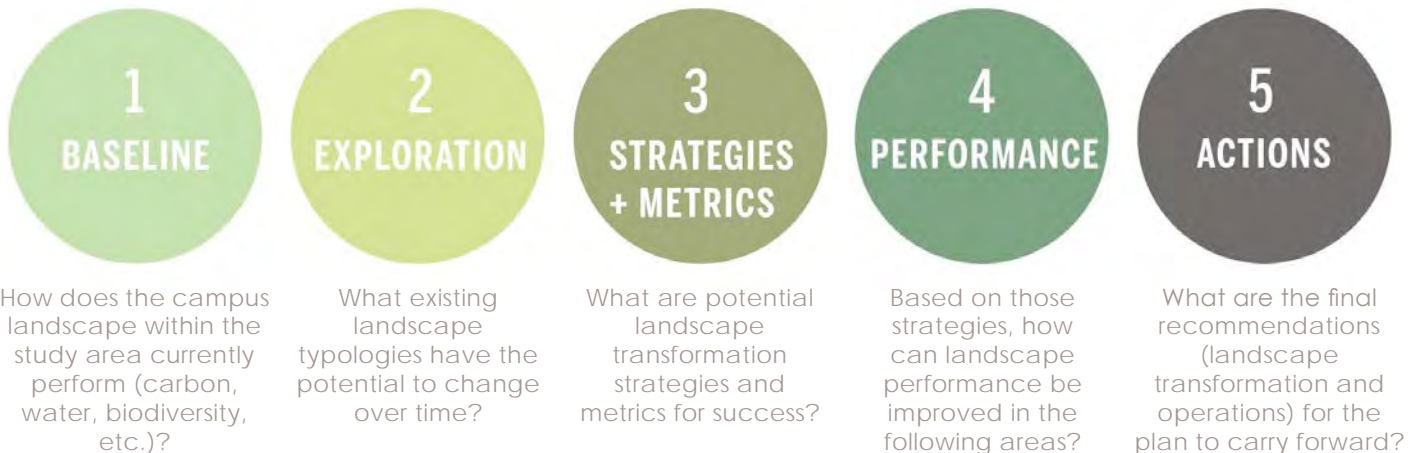 1
BASELINE
How does the campus
landscape within the
study area currently
perform (carbon,
water, biodiversity,
etc.)?
2
EXPLORATION
What existing
landscape
typologies have the
potential to change
over time?
3
STRATEGIES
+ METRICS
What are potential
landscape
transformation
strategies and
metrics for success?
4
PERFORMANCE
Based on those
strategies, how
can landscape
performance be
improved in the
following areas?
5
ACTIONS
What are the final
recommendations
(landscape
transformation and
operations) for the
plan to carry forward?